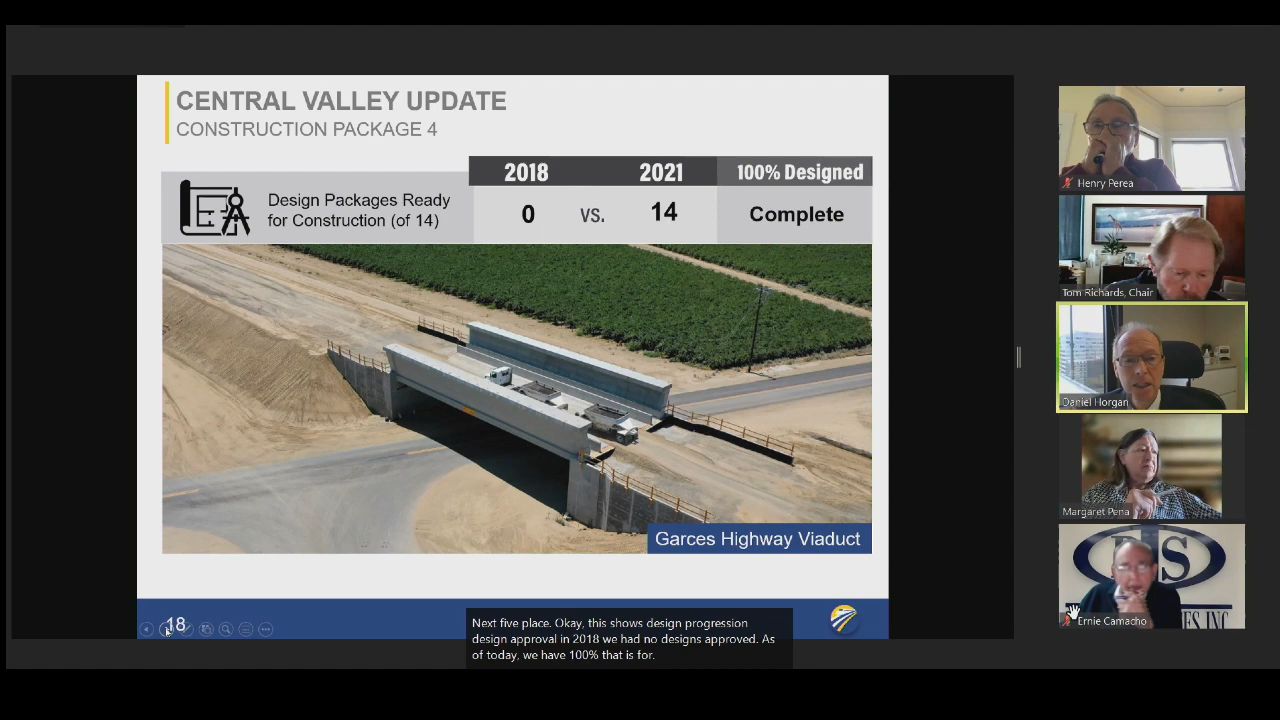 CENTRAL VALLEY UPDATE
CONSTRUCTION PACKAGE 4
2018
2021
100% Designed
Design Packages Ready
for Construction (of 14)
0
VS.
14
Complete
Garces Highway Viaduct
18
Next five place. Okay, this shows design progression
design approval in 2018 we had no designs approved. As
of today, we have 100% that is for.
Henry Perea
Tom Richards, Chair
Daniel Horgan
Margaret Pena
Ernie Camacho